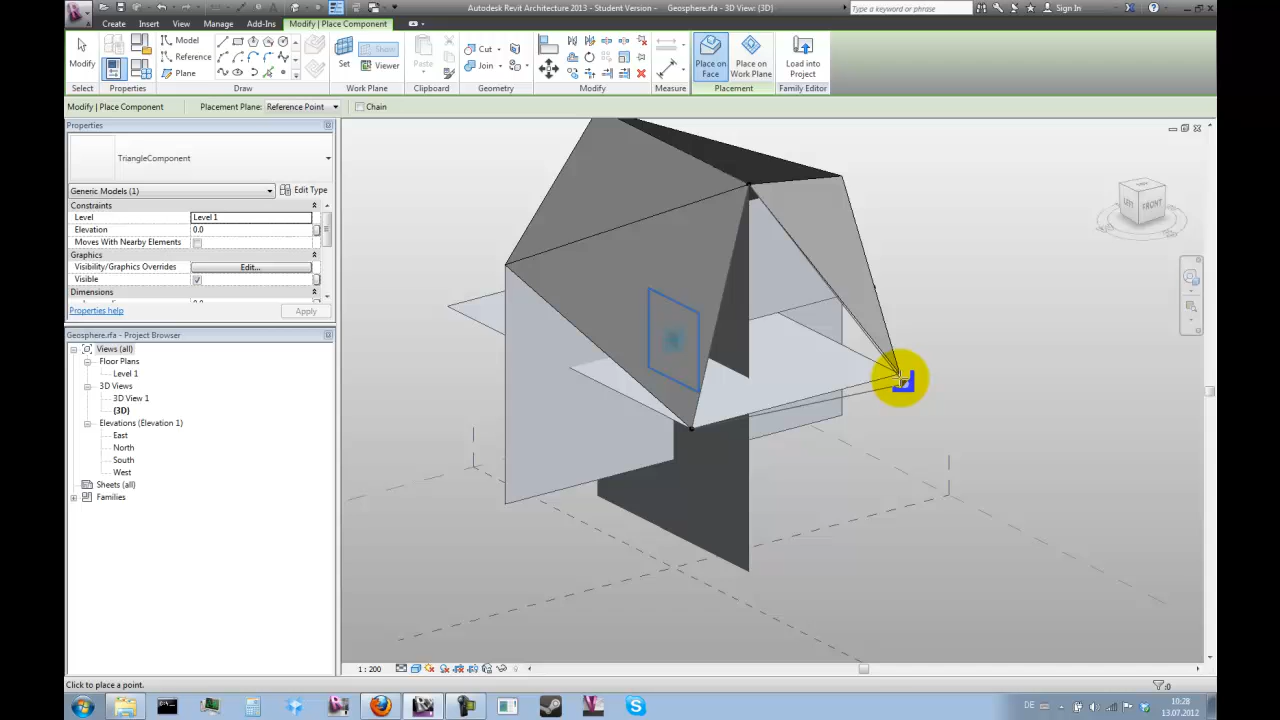 Autodesk Revit Architecture 2013 - Student Version - Geosphere.rfa - 3D View: {3D}
Type a keyword or phrase
Sign In
Create
Insert
View
Manage
Add-Ins
Modify | Place Component
Modify
Model
Reference
Plane
Set
Show
Viewer
Paste
Cut
Join
Place on Face
Place on Work Plane
Load into Project
Select
Properties
Draw
Work Plane
Clipboard
Geometry
Modify
Measure
Placement
Family Editor
Modify | Place Component
Placement Plane: Reference Point
Chain
Properties
TriangleComponent
Generic Models (1)
Edit Type
Constraints
Level
Level 1
Elevation
0.0
Moves With Nearby Elements
Graphics
Visibility/Graphics Overrides
Edit...
Visible
Dimensions
Properties help
Apply
Geosphere.rfa - Project Browser
Views (all)
Floor Plans
Level 1
3D Views
3D View 1
{3D}
Elevations (Elevation 1)
East
North
South
West
Sheets (all)
Families
LEFT
FRONT
1 : 200
Click to place a point.
:0
DE
10:28
13.07.2012